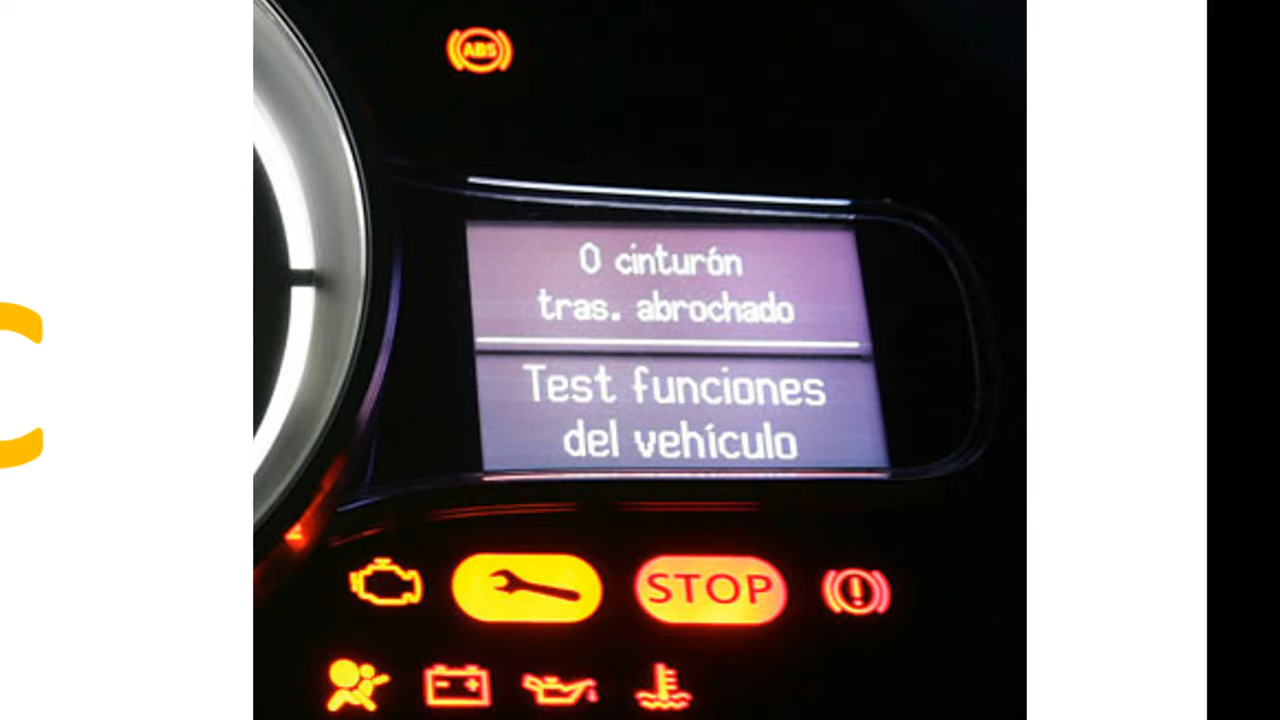 ABS
0 cinturón
tras. abrochado
Test funciones
del vehículo
STOP